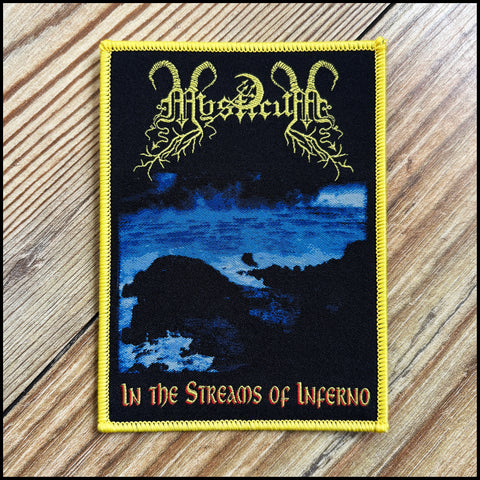 Mysticum
In the Streams of Inferno